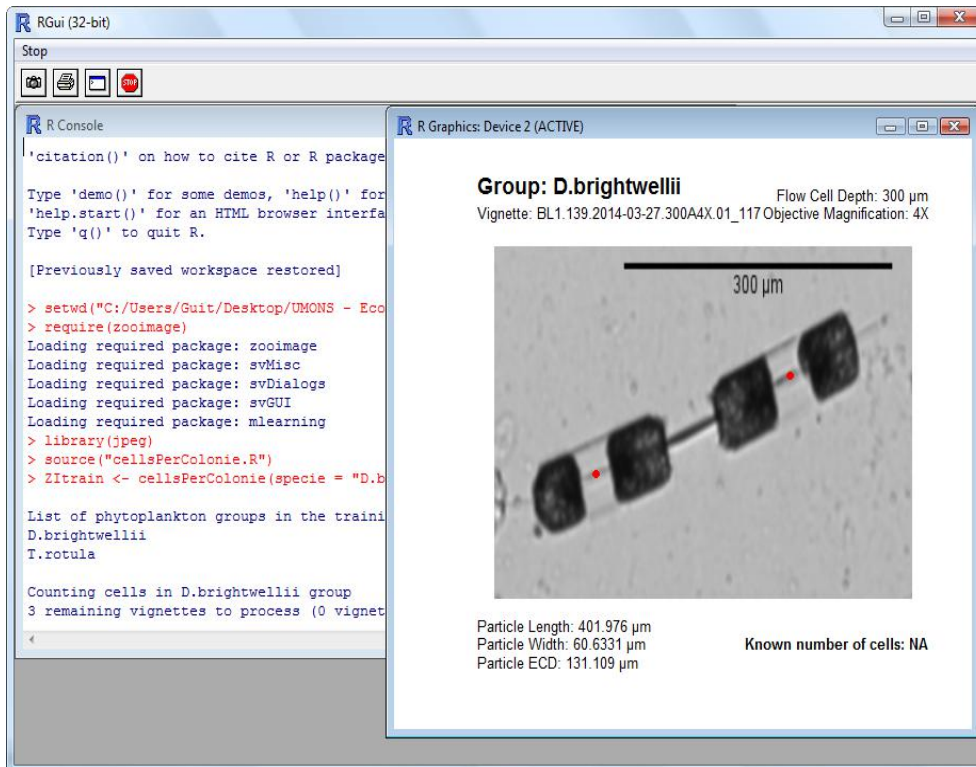 RGui (32-bit)
Stop
STOP
R Console
'citation()' on how to cite R or R package
Type 'demo()' for some demos, 'help()' for
'help.start()' for an HTML browser interfa
Type 'q()' to quit R.
[Previously saved workspace restored]
> setwd("C:/Users/Guit/Desktop/UMONS - Eco
> require(zooimage)
Loading required package: zooimage
Loading required package: svMisc
Loading required package: svDialogs
Loading required package: svGUI
Loading required package: mlearning
> library(jpeg)
> source("cellsPerColonie.R")
> ZItrain <- cellsPerColonie(specie = "D.b
List of phytoplankton groups in the traini
D.brightwellii
T.rotula
Counting cells in D.brightwellii group
3 remaining vignettes to process (0 vignet
R Graphics: Device 2 (ACTIVE)
Group: D.brightwellii
Flow Cell Depth: 300 µm
Vignette: BL1.139.2014-03-27.300A4X.01_117 Objective Magnification: 4X
300 µm
Particle Length: 401.976 µm
Particle Width: 60.6331 µm
Known number of cells: NA
Particle ECD: 131.109 µm